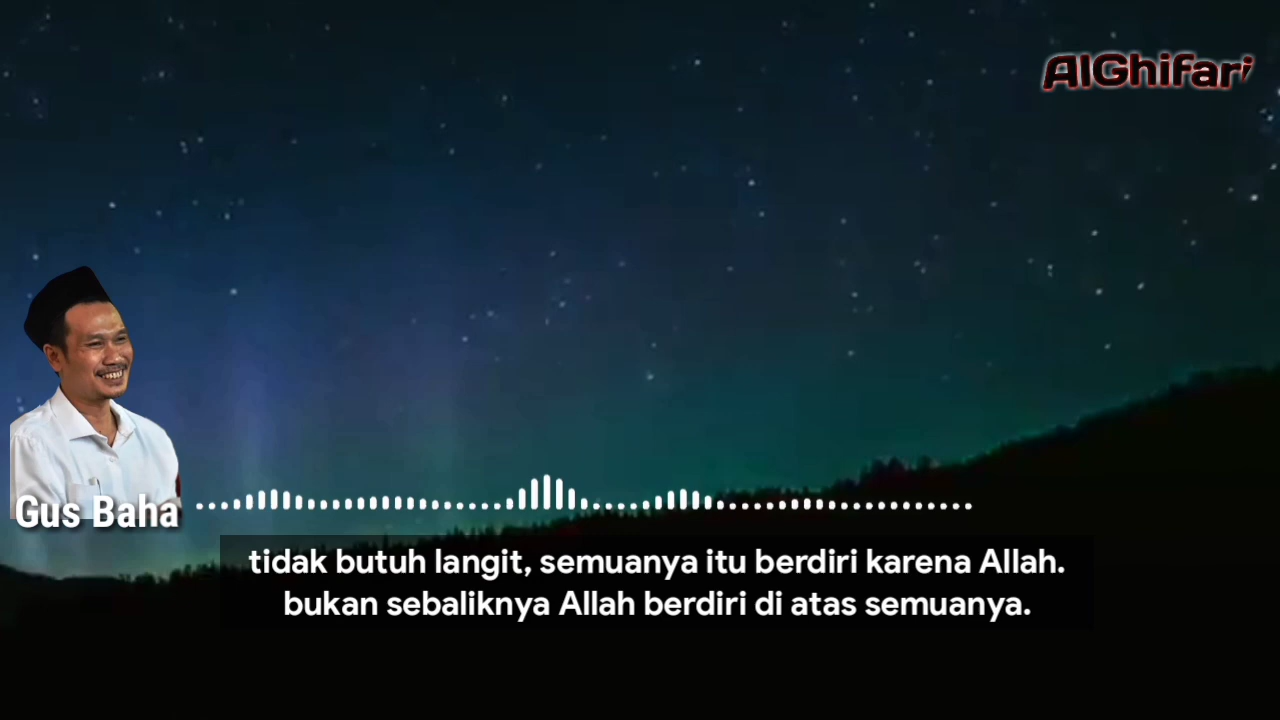 AlGhifari
Gus Baha
tidak butuh langit, semuanya itu berdiri karena Allah.
bukan sebaliknya Allah berdiri di atas semuanya.